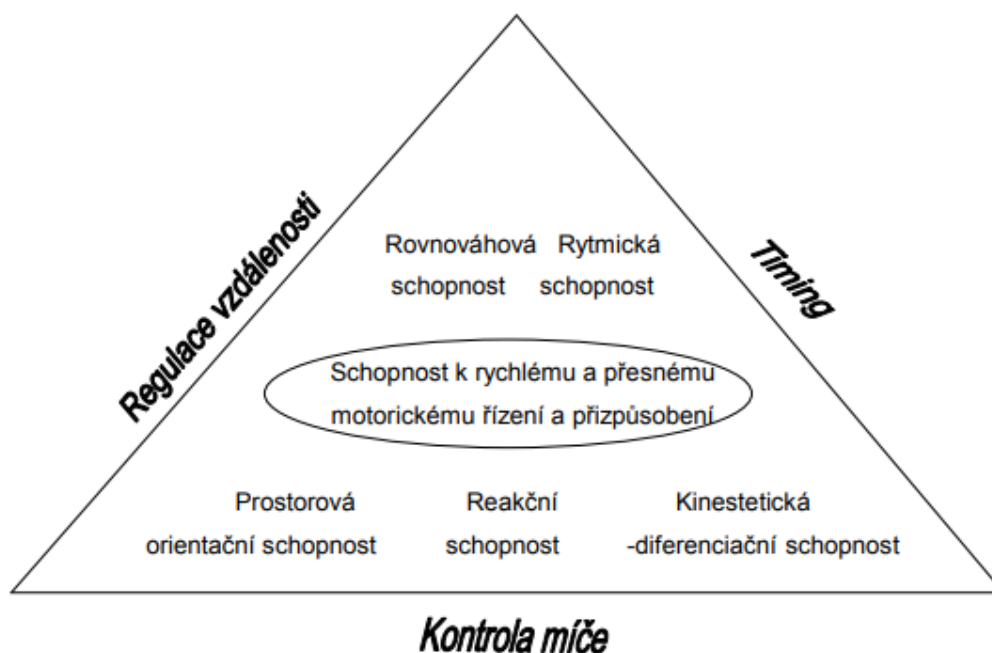 Regulace vzdálenosti
Timing
Rovnováhová Rytmická
schopnost schopnost
Schopnost k rychlému a přesnému
motorickému řízení a přizpůsobení
Prostorová Reakční Kinestetická
orientační schopnost schopnost -diferenciační schopnost
Kontrola míče